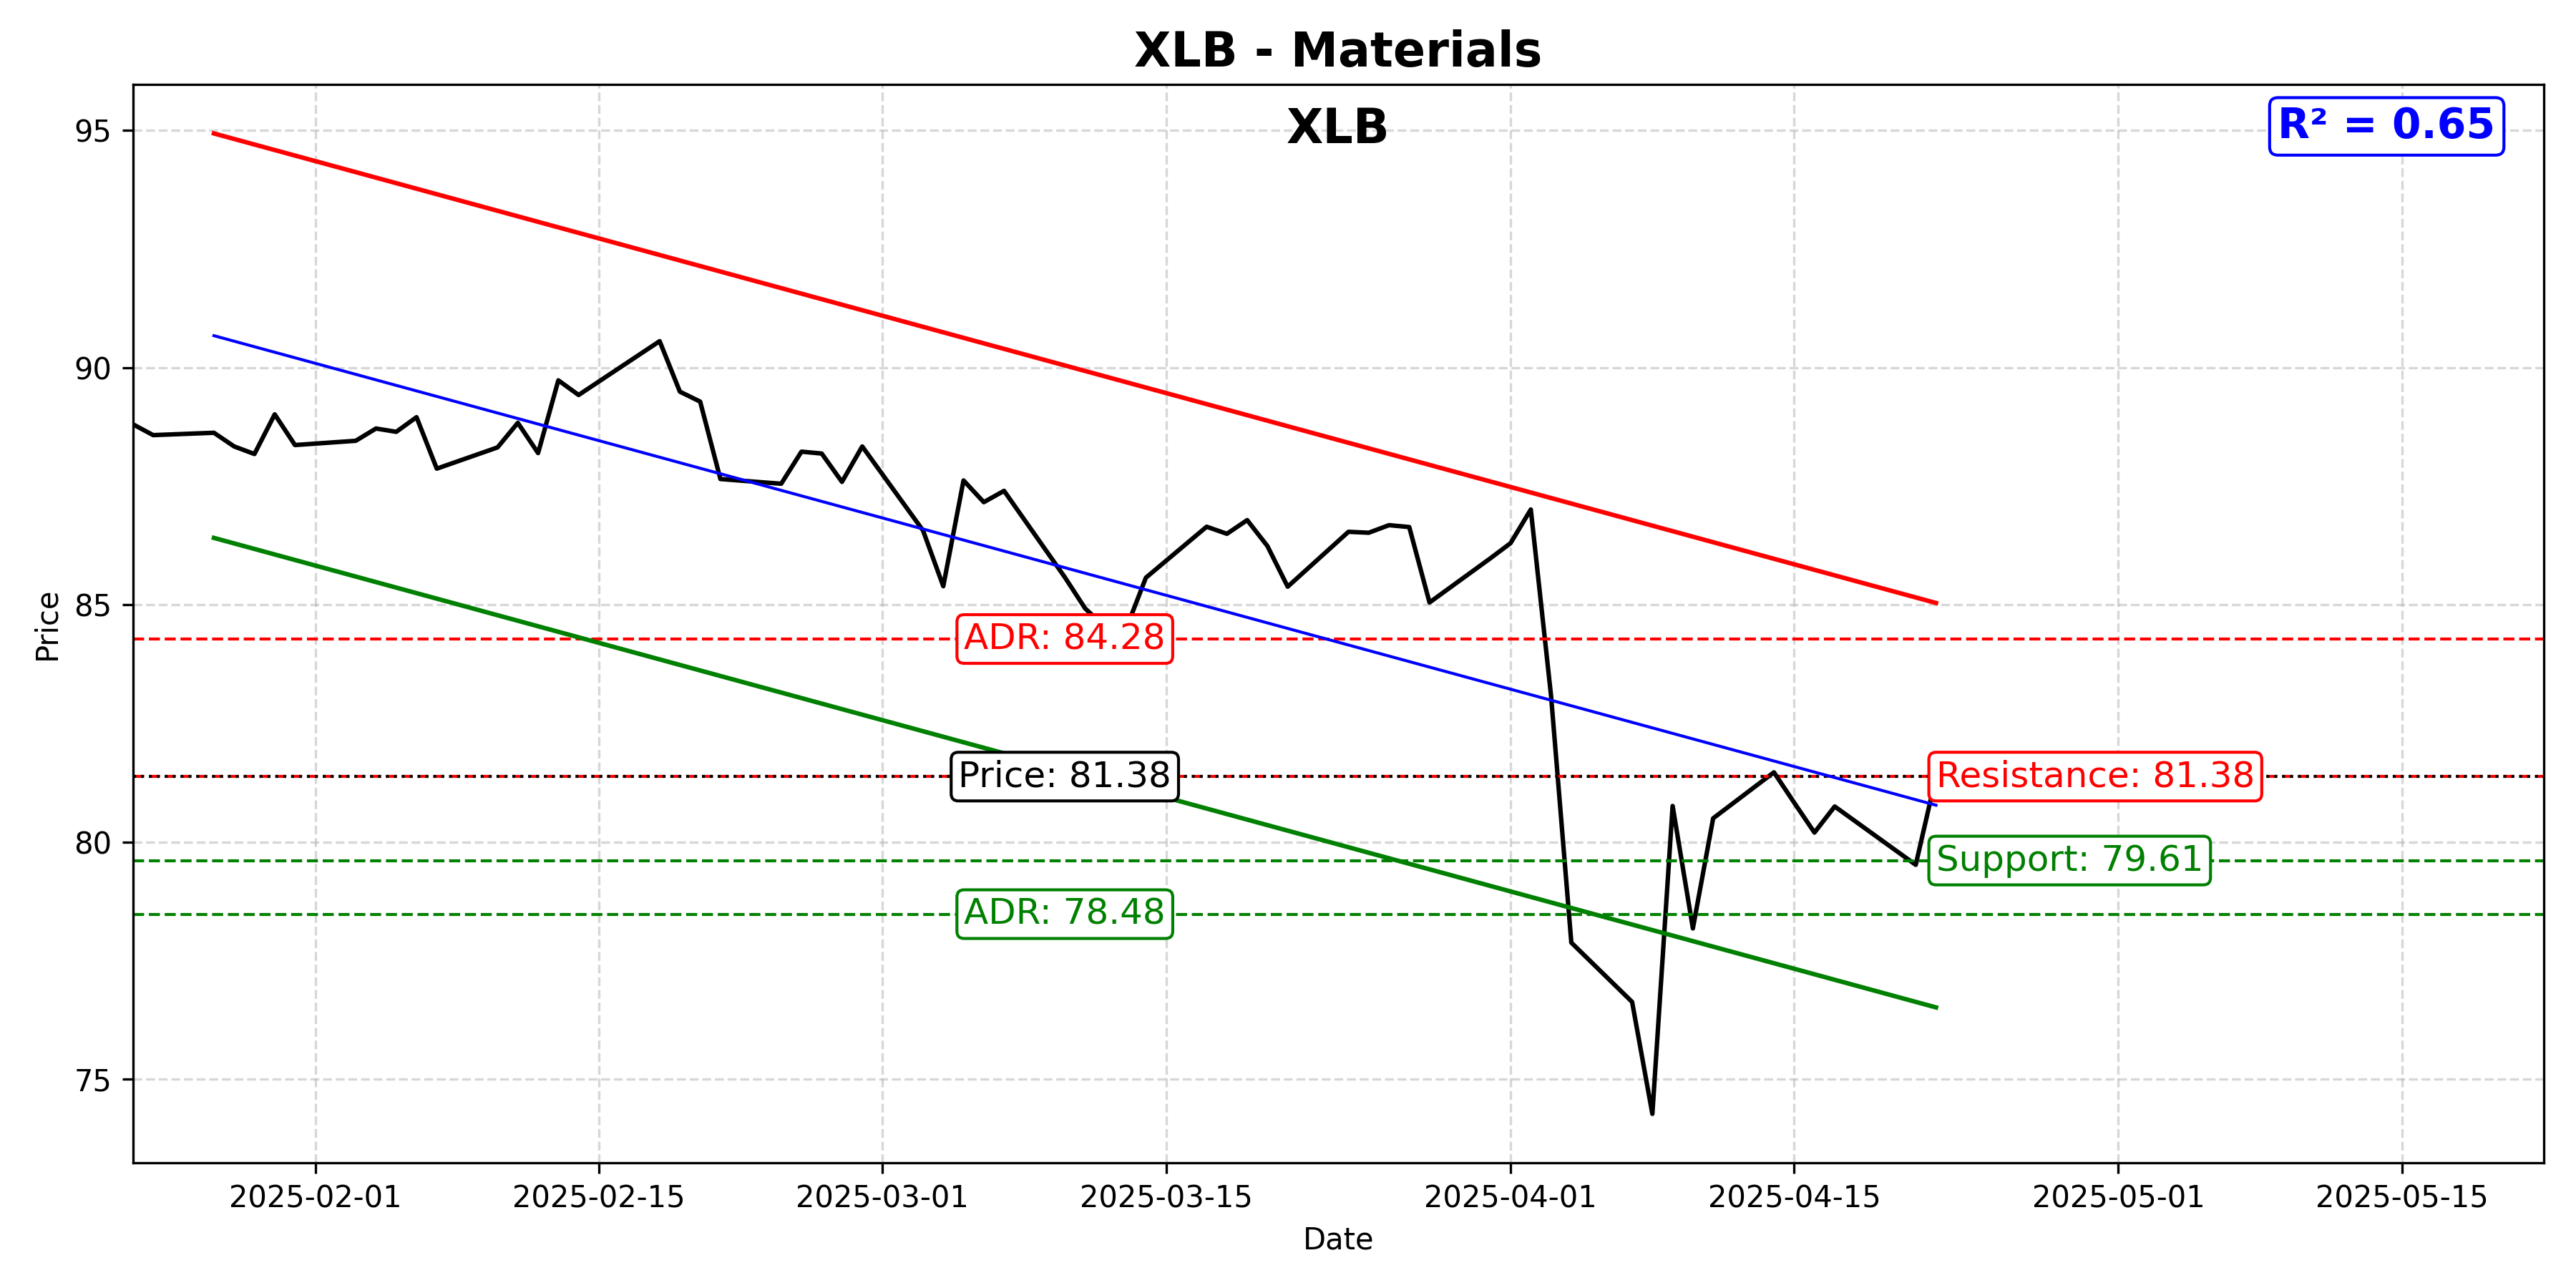 XLB - Materials
XLB
R² = 0.65
95
90
85
80
75
Price
ADR: 84.28
Price: 81.38
Resistance: 81.38
Support: 79.61
ADR: 78.48
2025-02-01
2025-02-15
2025-03-01
2025-03-15
2025-04-01
2025-04-15
2025-05-01
2025-05-15
Date